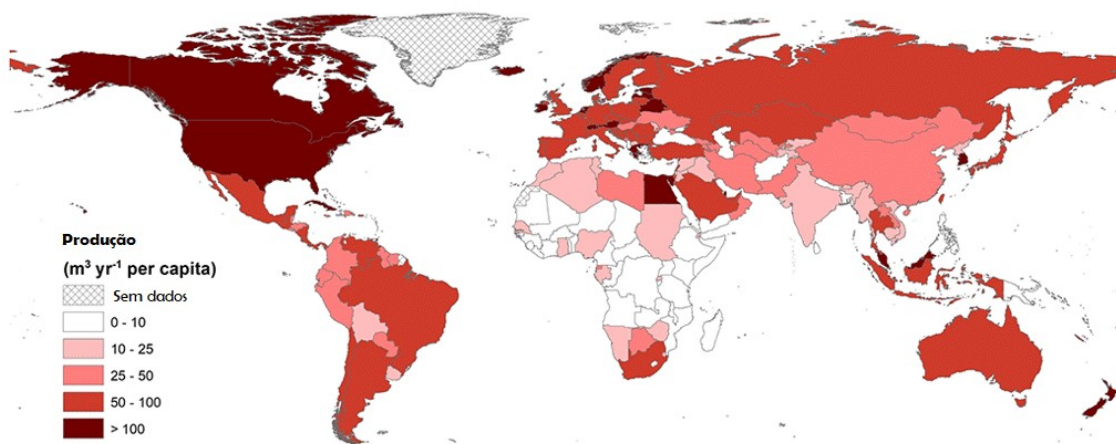 Produção
(m³ yr⁻¹ per capita)
Sem dados
0 - 10
10 - 25
25 - 50
50 - 100
> 100